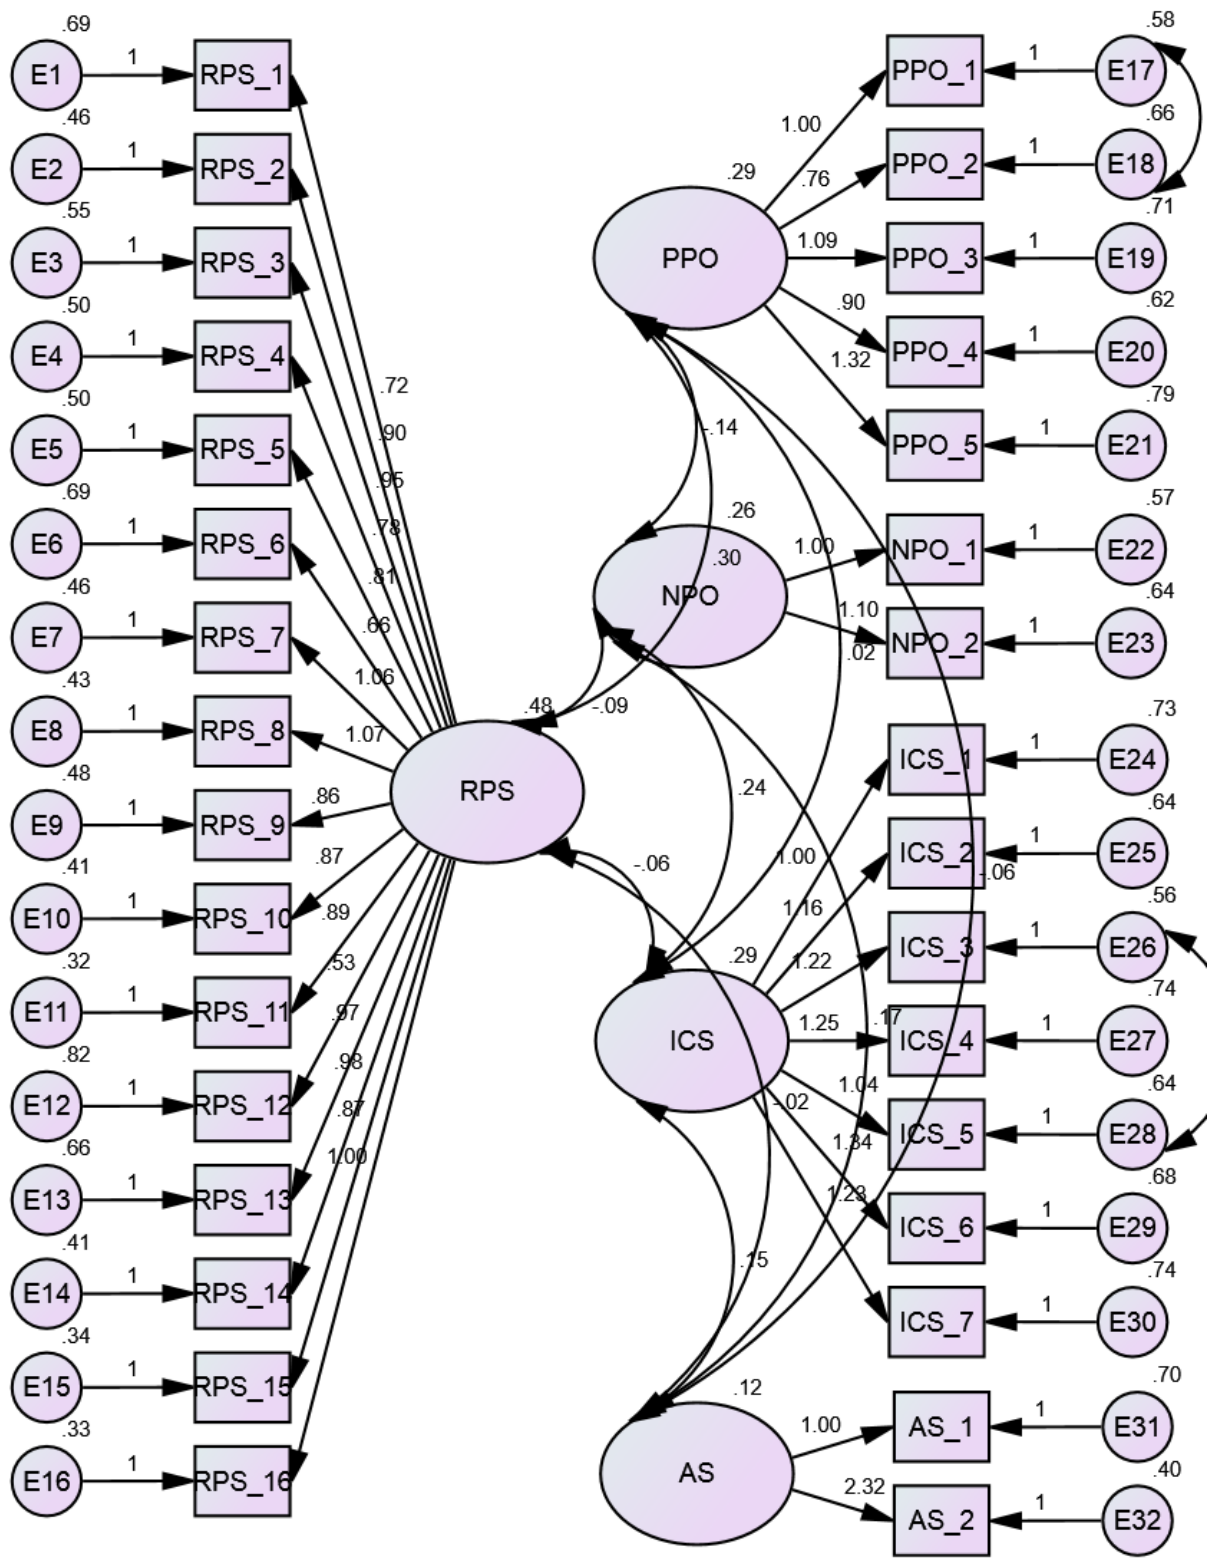 .69
E1 1 RPS_1
.46
E2 1 RPS_2
.55
E3 1 RPS_3
.50
E4 1 RPS_4
.50
E5 1 RPS_5
.69
E6 1 RPS_6
.46
E7 1 RPS_7
.43
E8 1 RPS_8
.48
E9 1 RPS_9
.41
E10 1 RPS_10
.32
E11 1 RPS_11
.82
E12 1 RPS_12
.66
E13 1 RPS_13
.41
E14 1 RPS_14
.34
E15 1 RPS_15
.33
E16 1 RPS_16
.72
.90
.95
.78
.81
.66
1.06
1.07
.86
.87
.89
.53
.97
.98
.87
1.00
.48
RPS
.29
PPO
1.00
.76
1.09
.90
1.32
-.14
.26
.30
NPO
1.00
1.10
.02
-.09
.24
-.06
.29
ICS
1.00
1.16
1.22
1.25
1.04
1.34
1.23
-.06
.17
-.02
.15
.12
AS
1.00
2.32
.58
PPO_1 1 E17
.66
PPO_2 1 E18
.71
PPO_3 1 E19
.62
PPO_4 1 E20
.79
PPO_5 1 E21
.57
NPO_1 1 E22
.64
NPO_2 1 E23
.73
ICS_1 1 E24
.64
ICS_2 1 E25
.56
ICS_3 1 E26
.74
ICS_4 1 E27
.64
ICS_5 1 E28
.68
ICS_6 1 E29
.74
ICS_7 1 E30
.70
AS_1 1 E31
.40
AS_2 1 E32